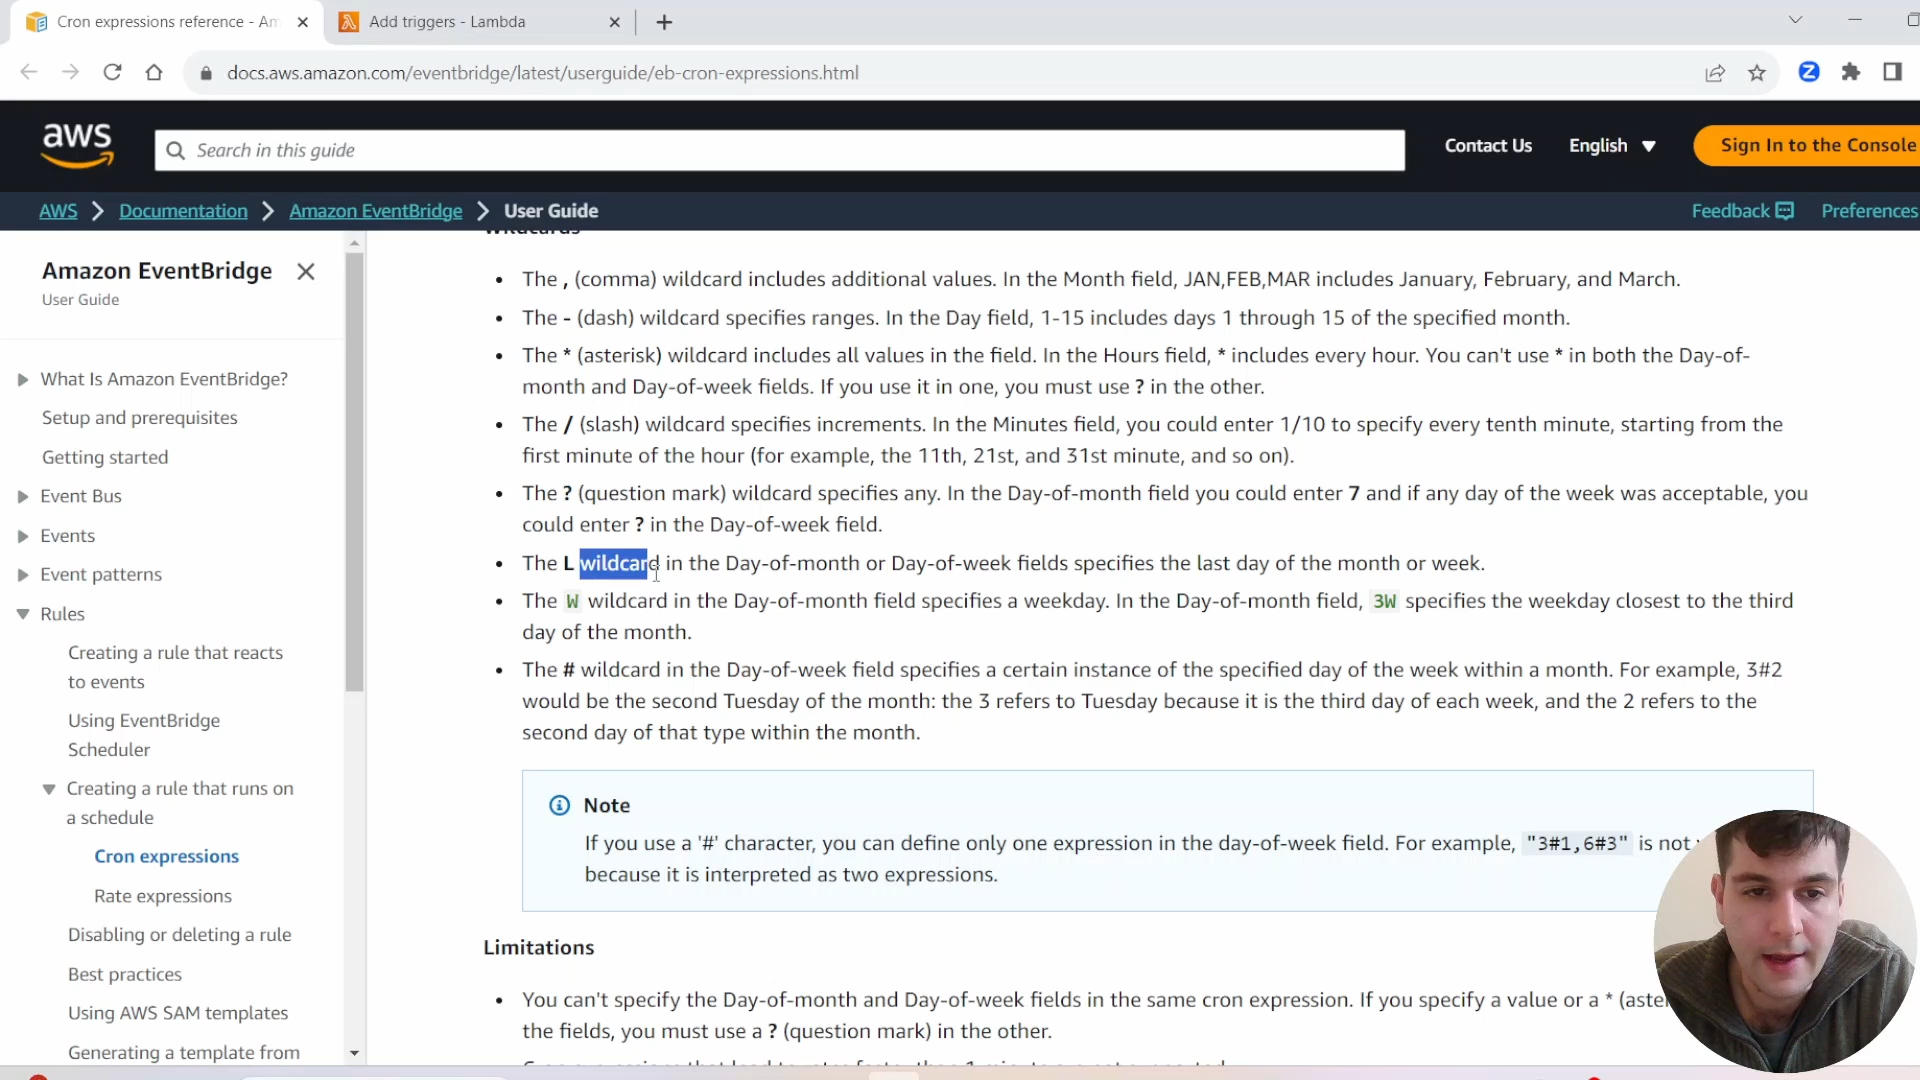 Cron expressions reference - Am
Add triggers - Lambda
docs.aws.amazon.com/eventbridge/latest/userguide/eb-cron-expressions.html
Z
aws
Search in this guide
Contact Us
English
Sign In to the Console
AWS
Documentation
Amazon EventBridge
User Guide
Feedback
Preferences
Amazon EventBridge
User Guide
What Is Amazon EventBridge?
Setup and prerequisites
Getting started
Event Bus
Events
Event patterns
Rules
Creating a rule that reacts
to events
Using EventBridge
Scheduler
Creating a rule that runs on
a schedule
Cron expressions
Rate expressions
Disabling or deleting a rule
Best practices
Using AWS SAM templates
Generating a template from
Wildcards
• The , (comma) wildcard includes additional values. In the Month field, JAN,FEB,MAR includes January, February, and March.
• The - (dash) wildcard specifies ranges. In the Day field, 1-15 includes days 1 through 15 of the specified month.
• The * (asterisk) wildcard includes all values in the field. In the Hours field, * includes every hour. You can't use * in both the Day-of-
month and Day-of-week fields. If you use it in one, you must use ? in the other.
• The / (slash) wildcard specifies increments. In the Minutes field, you could enter 1/10 to specify every tenth minute, starting from the
first minute of the hour (for example, the 11th, 21st, and 31st minute, and so on).
• The ? (question mark) wildcard specifies any. In the Day-of-month field you could enter 7 and if any day of the week was acceptable, you
could enter ? in the Day-of-week field.
• The L wildcard in the Day-of-month or Day-of-week fields specifies the last day of the month or week.
• The W wildcard in the Day-of-month field specifies a weekday. In the Day-of-month field, 3W specifies the weekday closest to the third
day of the month.
• The # wildcard in the Day-of-week field specifies a certain instance of the specified day of the week within a month. For example, 3#2
would be the second Tuesday of the month: the 3 refers to Tuesday because it is the third day of each week, and the 2 refers to the
second day of that type within the month.
Note
If you use a '#' character, you can define only one expression in the day-of-week field. For example, "3#1,6#3" is not
because it is interpreted as two expressions.
Limitations
• You can't specify the Day-of-month and Day-of-week fields in the same cron expression. If you specify a value or a * (aste
the fields, you must use a ? (question mark) in the other.